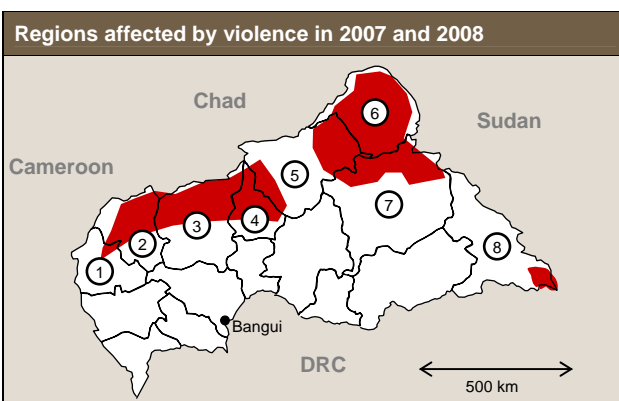 Regions affected by violence in 2007 and 2008
Chad
6
Sudan
Cameroon
5
7
4
3
2
8
1
Bangui
DRC
500 km